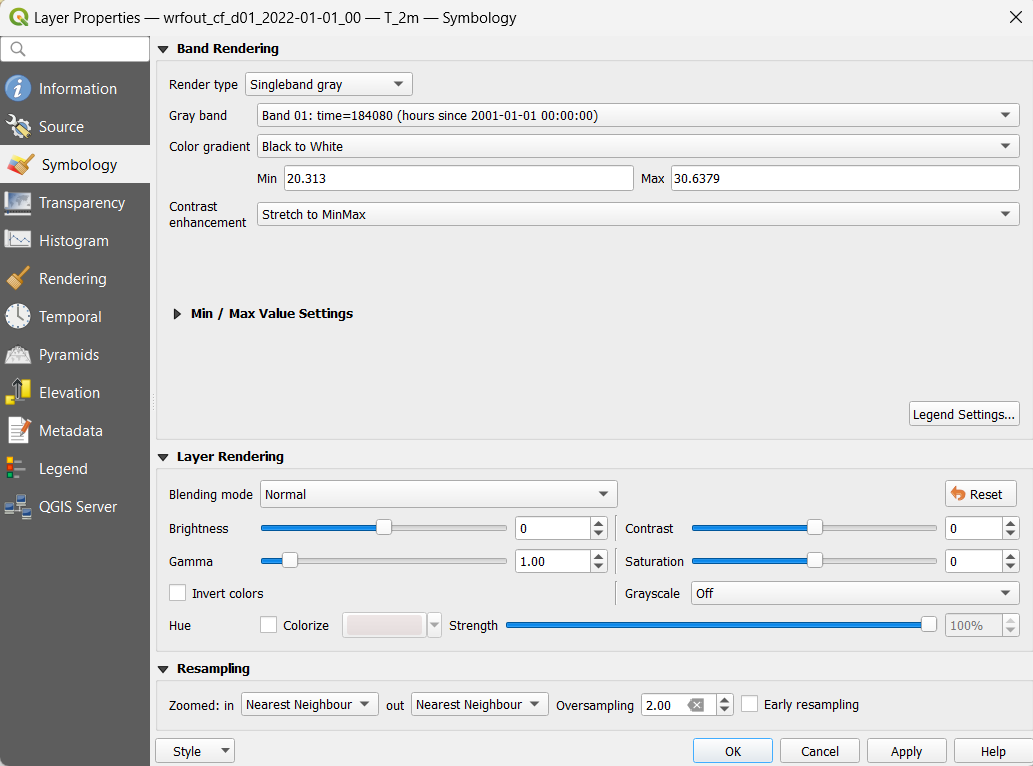 Layer Properties — wrfout_cf_d01_2022-01-01_00 — T_2m — Symbology
Information
Source
Symbology
Transparency
Histogram
Rendering
Temporal
Pyramids
Elevation
Metadata
Legend
QGIS Server
Band Rendering
Render type Singleband gray
Gray band Band 01: time=184080 (hours since 2001-01-01 00:00:00)
Color gradient Black to White
Min 20.313 Max 30.6379
Contrast
enhancement Stretch to MinMax
Min / Max Value Settings
Legend Settings...
Layer Rendering
Blending mode Normal Reset
Brightness 0 Contrast 0
Gamma 1.00 Saturation 0
Invert colors Grayscale Off
Hue Colorize Strength 100%
Resampling
Zoomed: in Nearest Neighbour out Nearest Neighbour Oversampling 2.00 Early resampling
Style OK Cancel Apply Help